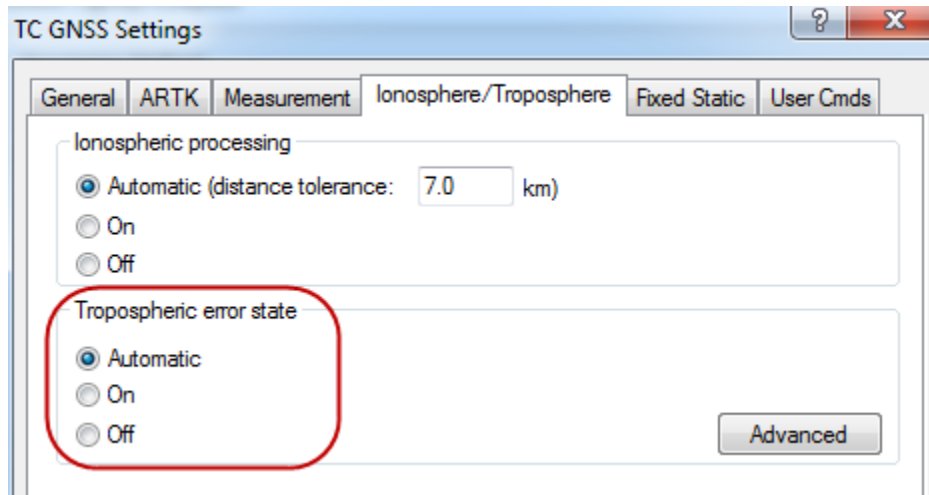 TC GNSS Settings
?
X
General ARTK Measurement Ionosphere/Troposphere Fixed Static User Cmds
Ionospheric processing
Automatic (distance tolerance: 7.0 km)
On
Off
Tropospheric error state
Automatic
On
Off
Advanced